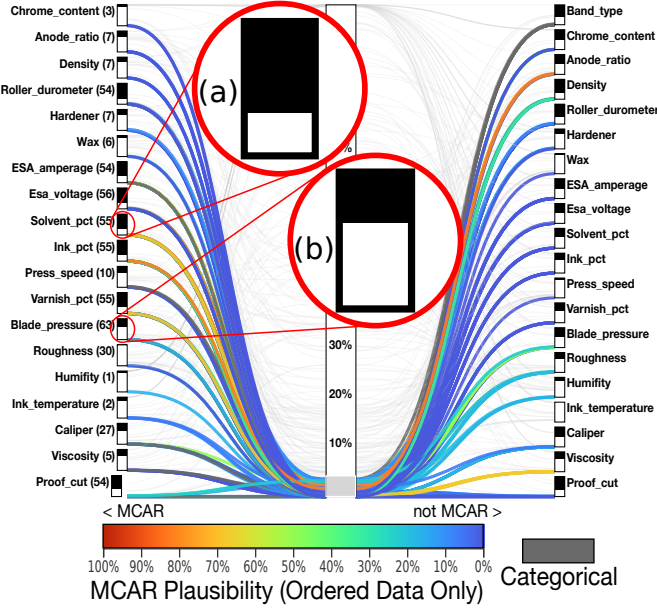 Chrome_content (3)
Anode_ratio (7)
Density (7)
Roller_durometer (54)
Hardener (7)
Wax (6)
ESA_amperage (54)
Esa_voltage (56)
Solvent_pct (55)
Ink_pct (55)
Press_speed (10)
Varnish_pct (55)
Blade_pressure (63)
Roughness (30)
Humifity (1)
Ink_temperature (2)
Caliper (27)
Viscosity (5)
Proof_cut (54)
(a)
(b)
%
30%
20%
10%
Band_type
Chrome_content
Anode_ratio
Density
Roller_durometer
Hardener
Wax
ESA_amperage
Esa_voltage
Solvent_pct
Ink_pct
Press_speed
Varnish_pct
Blade_pressure
Roughness
Humifity
Ink_temperature
Caliper
Viscosity
Proof_cut
< MCAR
not MCAR >
100% 90% 80% 70% 60% 50% 40% 30% 20% 10% 0%
MCAR Plausibility (Ordered Data Only)
Categorical